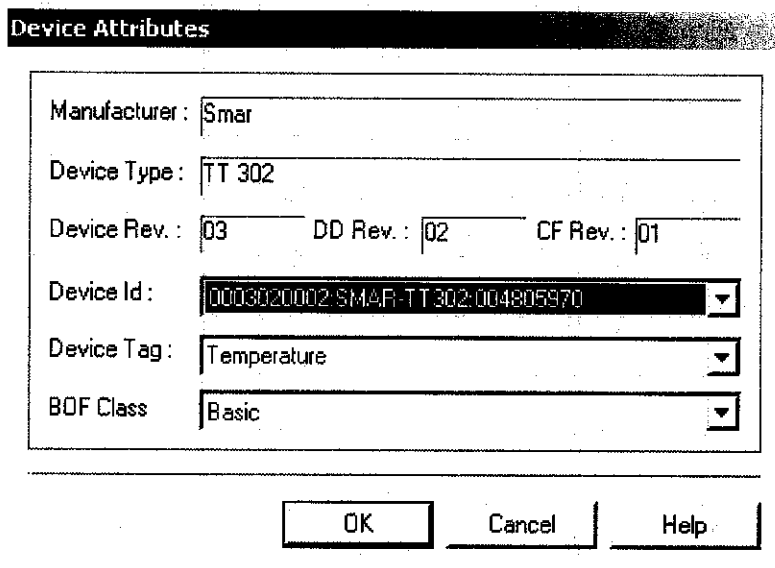 Device Attributes
Manufacturer : Smar
Device Type : TT 302
Device Rev. : 03 DD Rev. : 02 CF Rev. : 01
Device Id : 0003020002:SMAR-TT302:004805970
Device Tag : Temperature
BOF Class Basic
OK Cancel Help